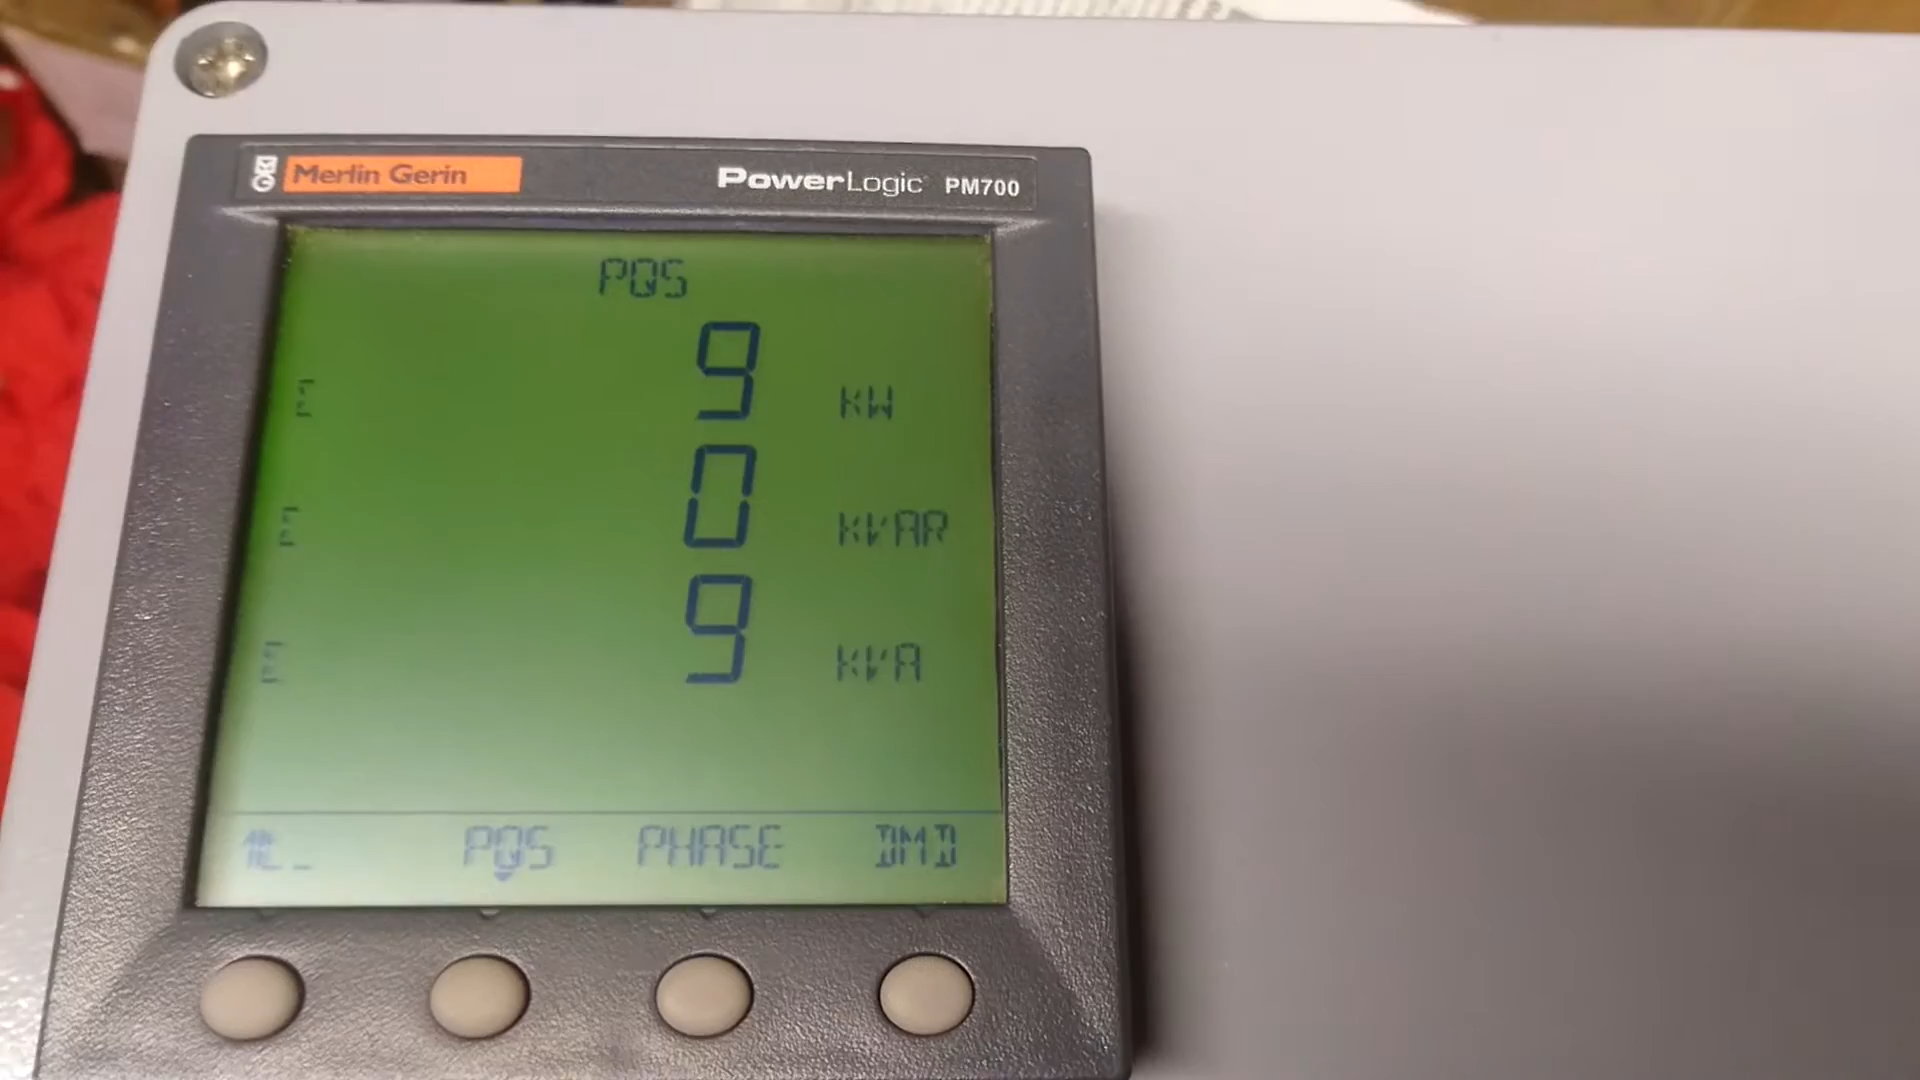 Merlin Gerin PowerLogic PM700
PQS
9 KW
0 KVAR
9 KVA
PQS PHASE DMD